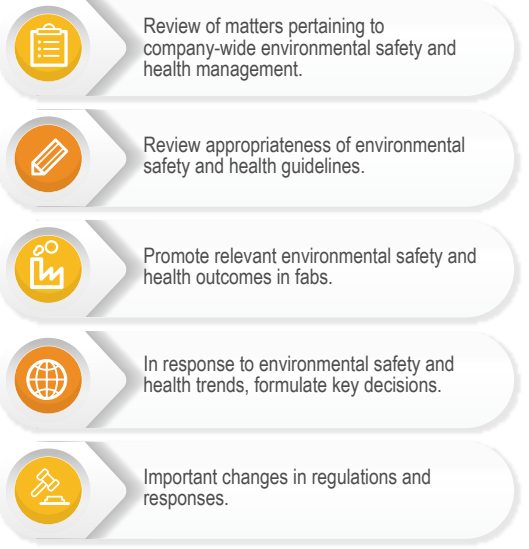 Review of matters pertaining to
company-wide environmental safety and
health management.
Review appropriateness of environmental
safety and health guidelines.
Promote relevant environmental safety and
health outcomes in fabs.
In response to environmental safety and
health trends, formulate key decisions.
Important changes in regulations and
responses.